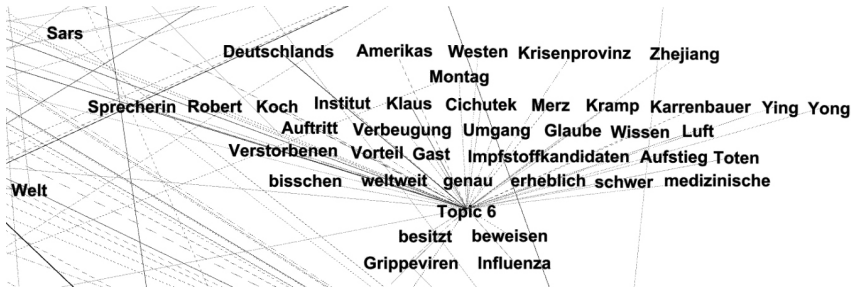 Sars
Deutschlands Amerikas Westen Krisenprovinz Zhejiang
Montag
Sprecherin Robert Koch Institut Klaus Cichutek Merz Kramp Karrenbauer Ying Yong
Auftritt Verbeugung Umgang Glaube Wissen Luft
Verstorbenen Vorteil Gast Impfstoffkandidaten Aufstieg Toten
bisschen weltweit genau erheblich schwer medizinische
Welt
Topic 6
besitzt beweisen
Grippeviren Influenza